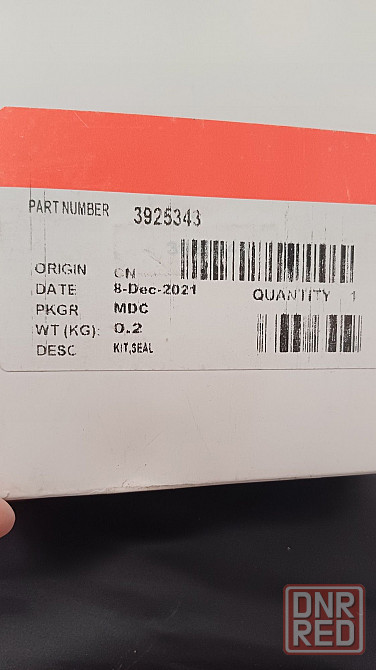 PART NUMBER 3925343
ORIGIN CN
DATE 8-Dec-2021
QUANTITY 1
PKGR MDC
WT (KG): 0.2
DESC KIT,SEAL
DNR
RED